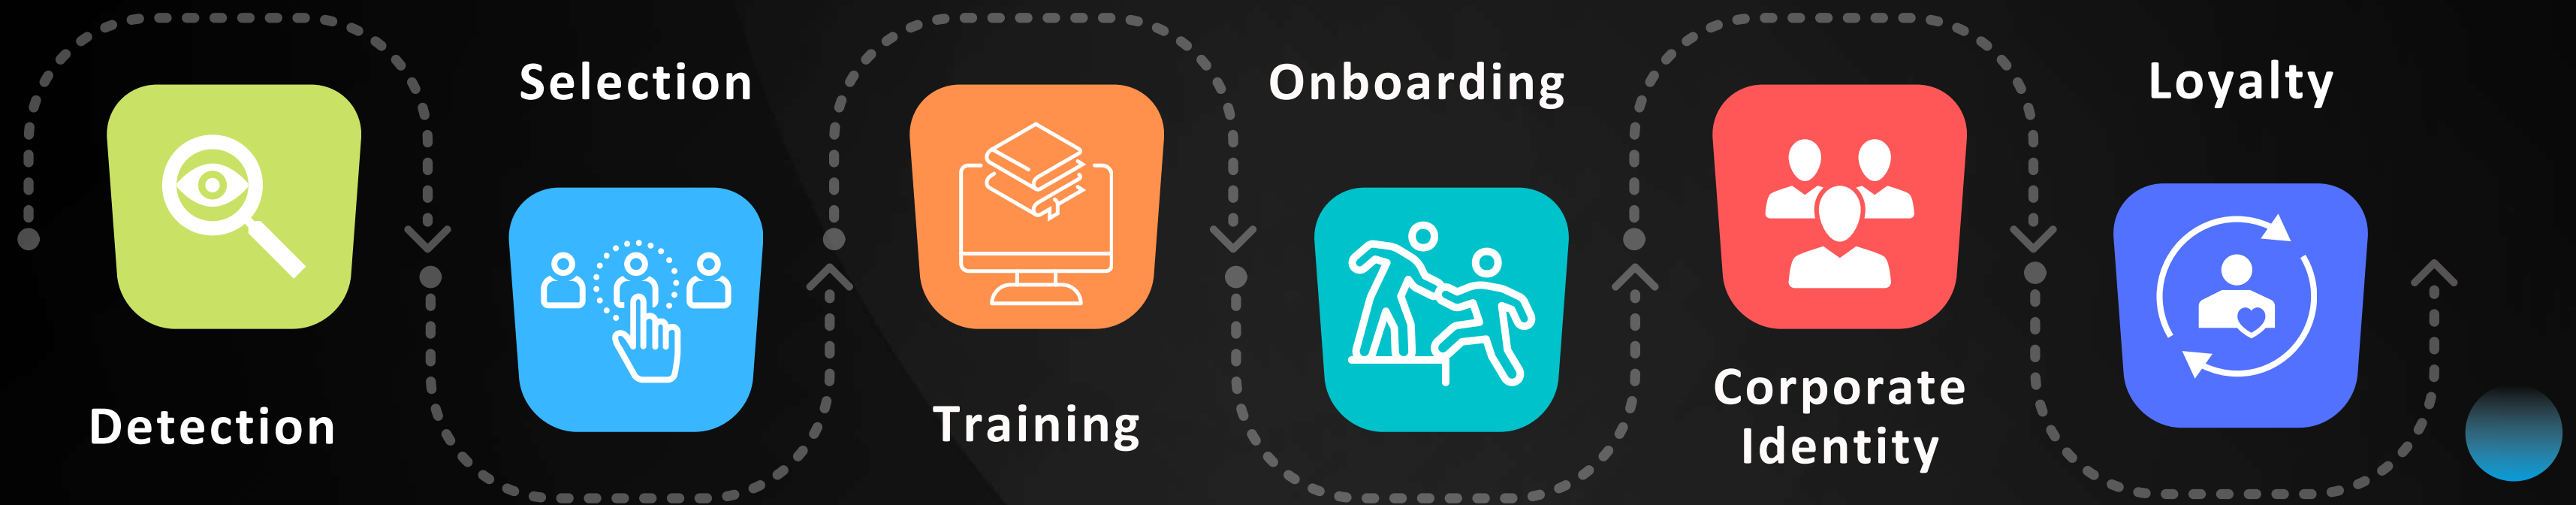 Detection
Selection
Training
Onboarding
Corporate
Identity
Loyalty